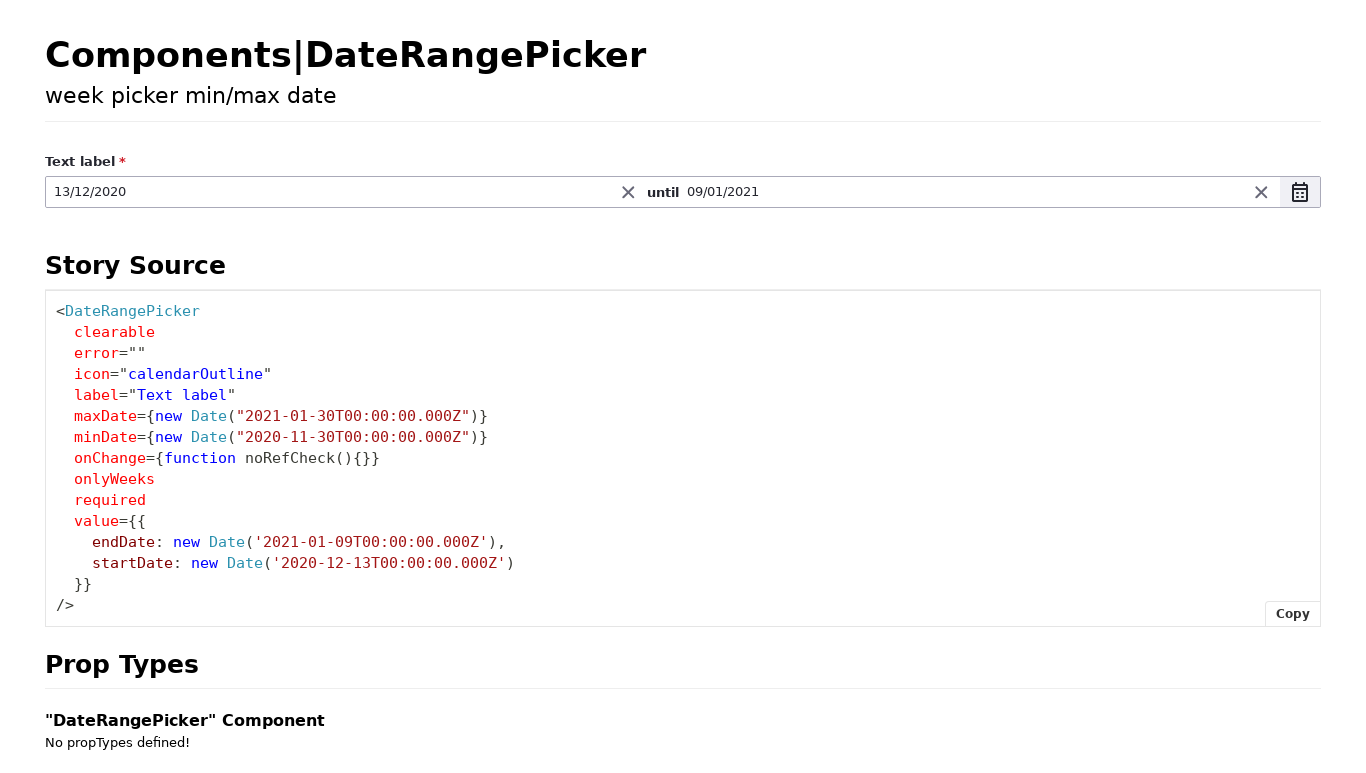 Components|DateRangePicker
week picker min/max date
Text label *
13/12/2020 until 09/01/2021
Story Source
<DateRangePicker
  clearable
  error=""
  icon="calendarOutline"
  label="Text label"
  maxDate={new Date("2021-01-30T00:00:00.000Z")}
  minDate={new Date("2020-11-30T00:00:00.000Z")}
  onChange={function noRefCheck(){}}
  onlyWeeks
  required
  value={{
    endDate: new Date('2021-01-09T00:00:00.000Z'),
    startDate: new Date('2020-12-13T00:00:00.000Z')
  }}
/>
Copy
Prop Types
"DateRangePicker" Component
No propTypes defined!